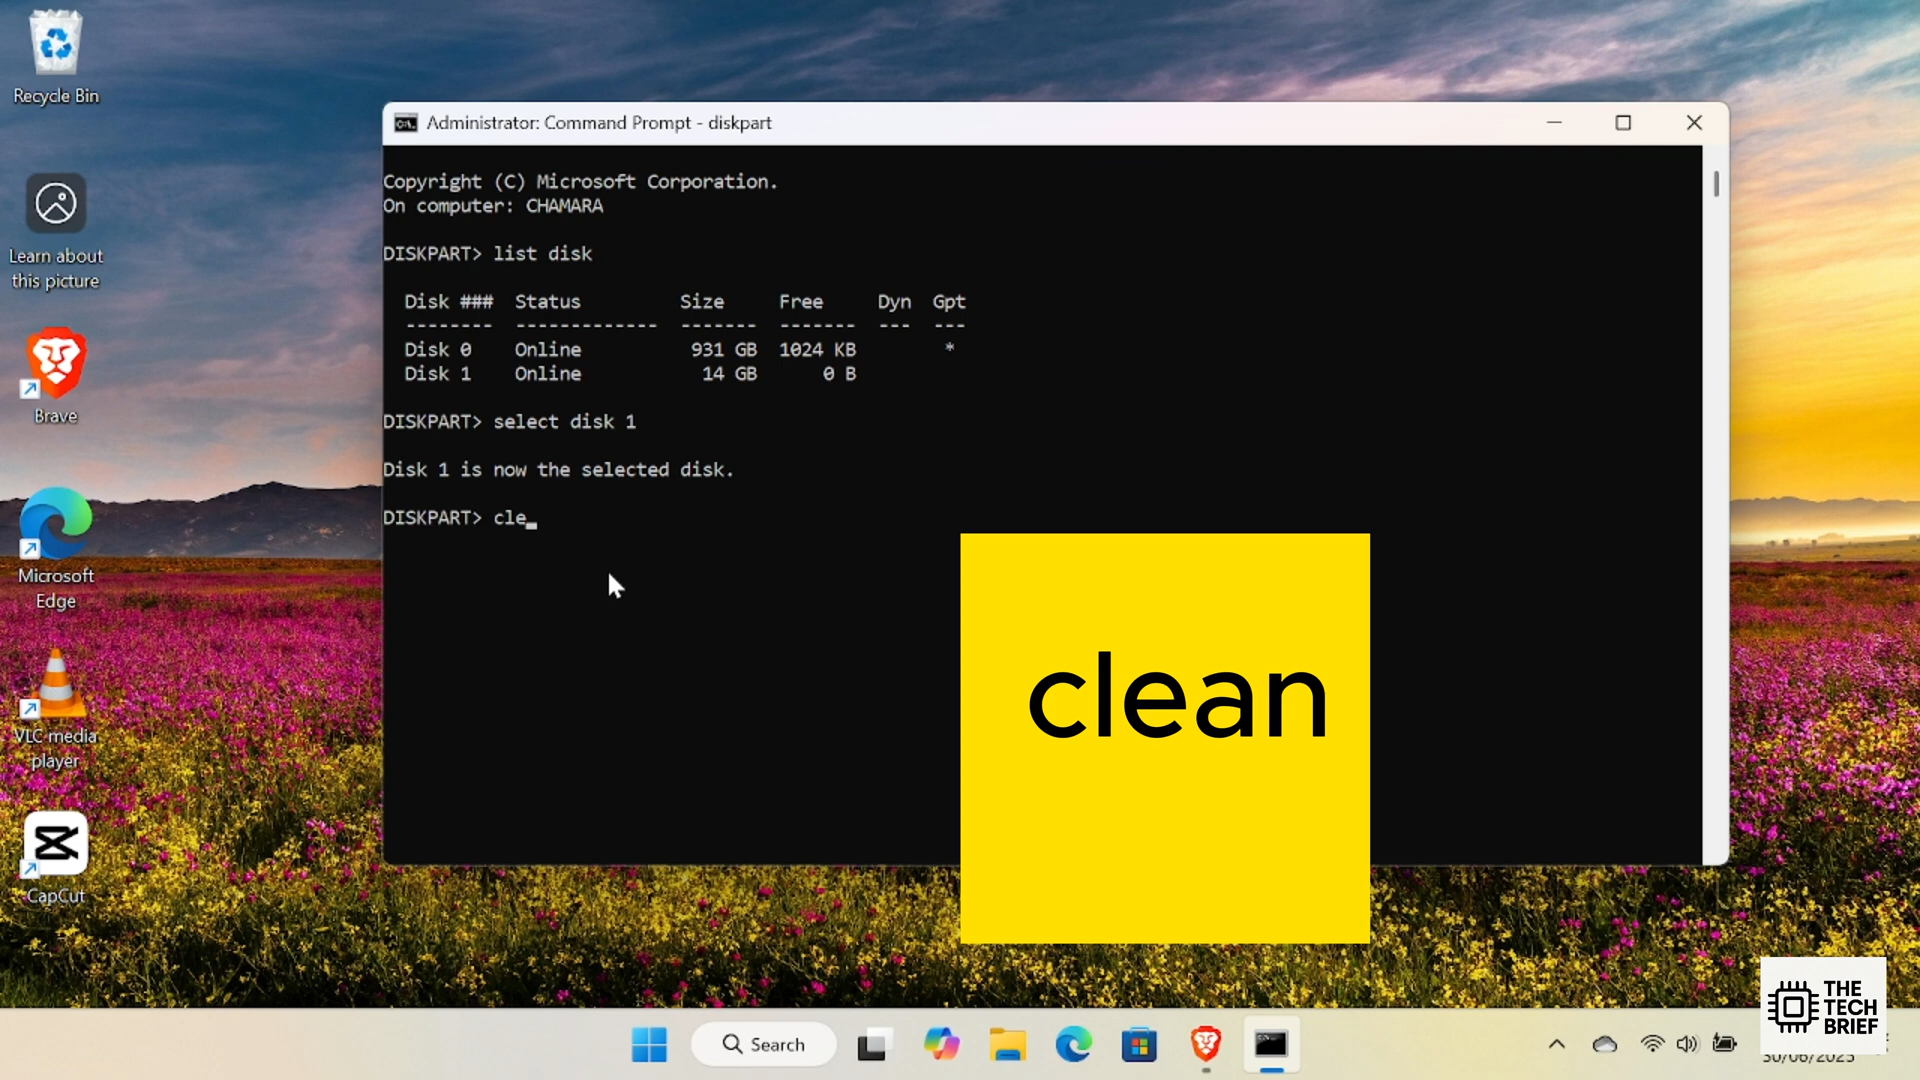 Recycle Bin
Learn about
this picture
Brave
Microsoft
Edge
VLC media
player
CapCut
Administrator: Command Prompt - diskpart
Copyright (C) Microsoft Corporation.
On computer: CHAMARA
DISKPART> list disk
Disk ###  Status         Size     Free     Dyn  Gpt
--------  -------------  -------  -------  ---  ---
Disk 0    Online          931 GB  1024 KB        *
Disk 1    Online           14 GB      0 B
DISKPART> select disk 1
Disk 1 is now the selected disk.
DISKPART> cle_
clean
Search
THE
TECH
BRIEF